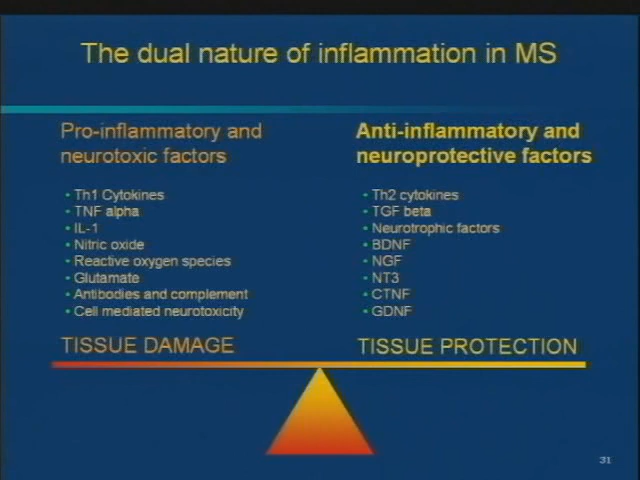 The dual nature of inflammation in MS
Pro-inflammatory and
neurotoxic factors
• Th1 Cytokines
• TNF alpha
• IL-1
• Nitric oxide
• Reactive oxygen species
• Glutamate
• Antibodies and complement
• Cell mediated neurotoxicity
TISSUE DAMAGE
Anti-inflammatory and
neuroprotective factors
• Th2 cytokines
• TGF beta
• Neurotrophic factors
• BDNF
• NGF
• NT3
• CTNF
• GDNF
TISSUE PROTECTION
31